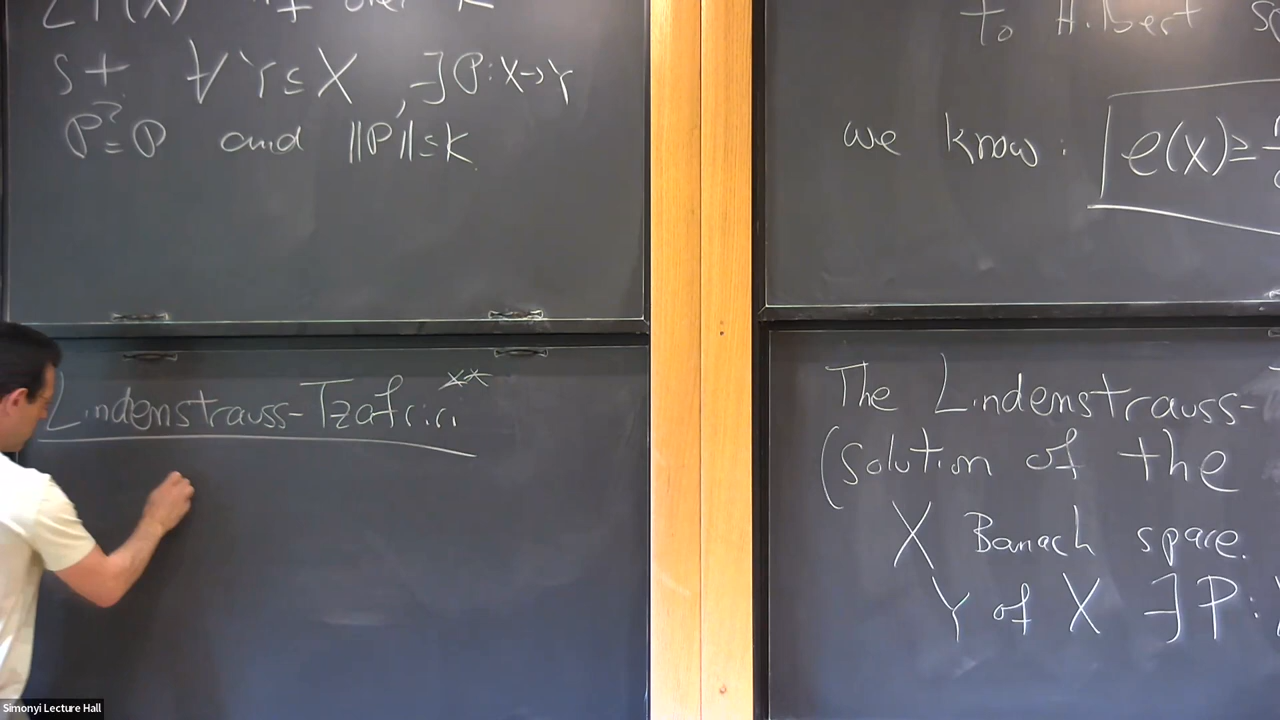 st ∀ Y ≤ X, ∃ P: X → Y
P² = P and ||P|| ≤ K.
Lindenstrauss-Tzafriri **
to Hilbert
we know: e(X) ≥
The Lindenstrauss-
(solution of the
X Banach space.
Y of X ∃ P:
Simonyi Lecture Hall